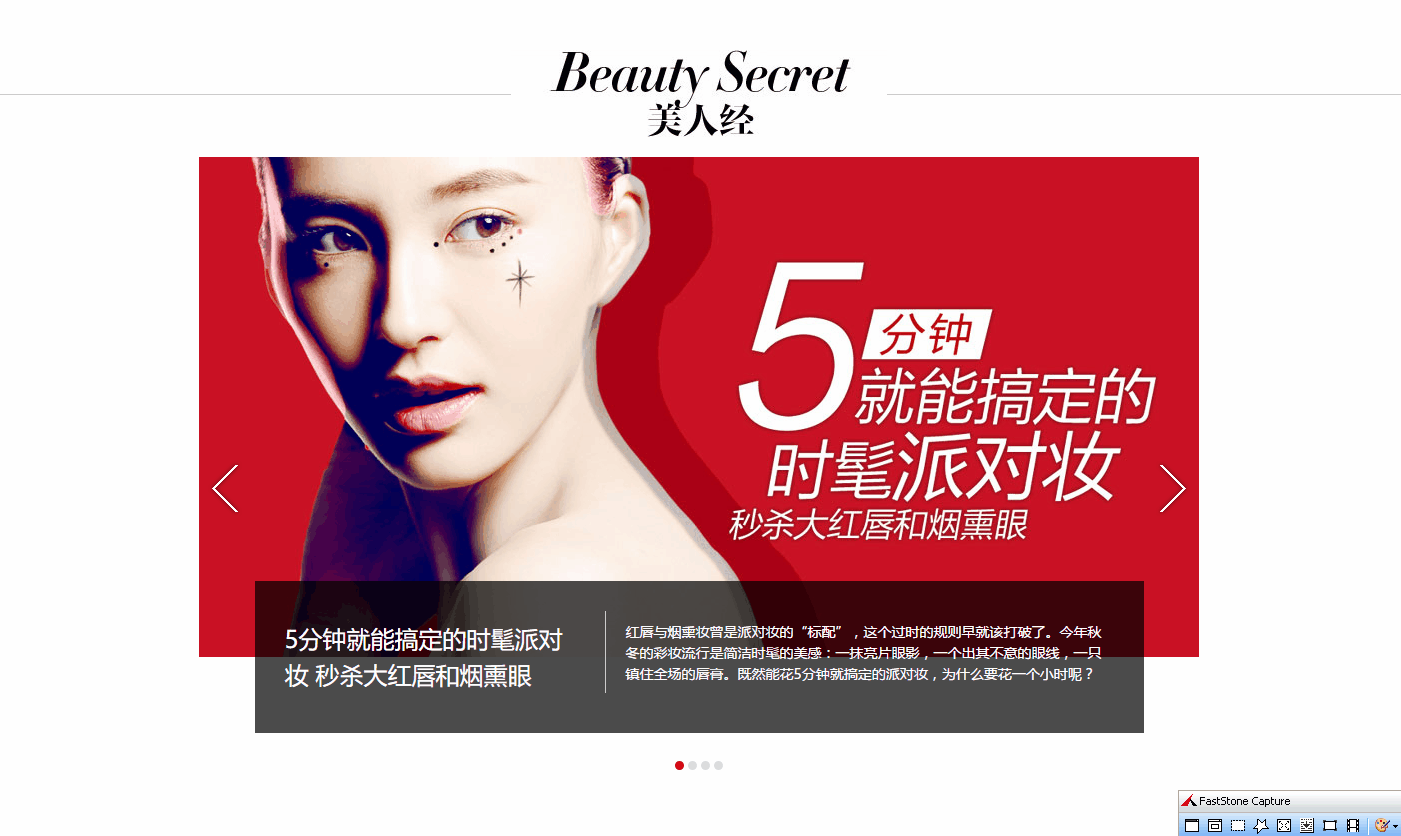 Beauty Secret
美人经
5分钟
就能搞定的
时髦派对妆
秒杀大红唇和烟熏眼
5分钟就能搞定的时髦派对
妆 秒杀大红唇和烟熏眼
红唇与烟熏妆曾是派对妆的“标配”，这个过时的规则早就该打破了。今年秋
冬的彩妆流行是简洁时髦的美感：一抹亮片眼影，一个出其不意的眼线，一只
镇住全场的唇膏。既然能花5分钟就搞定的派对妆，为什么要花一个小时呢？
FastStone Capture